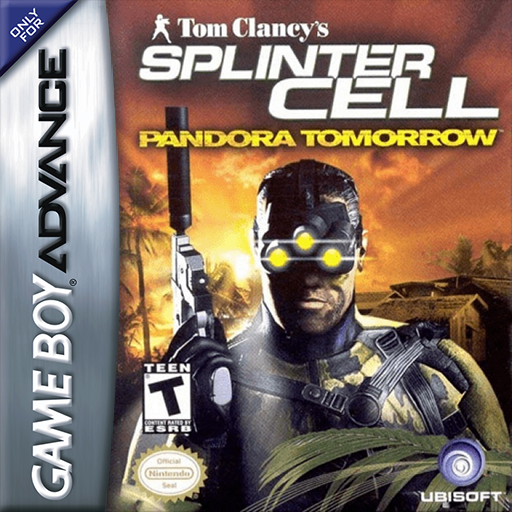 ONLY
FOR
GAME BOY ADVANCE
Tom Clancy's
SPLINTER
CELL
PANDORA TOMORROW™
TEEN
T
CONTENT RATED BY
ESRB
Official
Nintendo
Seal
UBISOFT